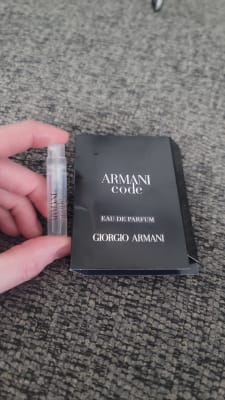 ARMANI
code
EAU DE PARFUM
GIORGIO ARMANI